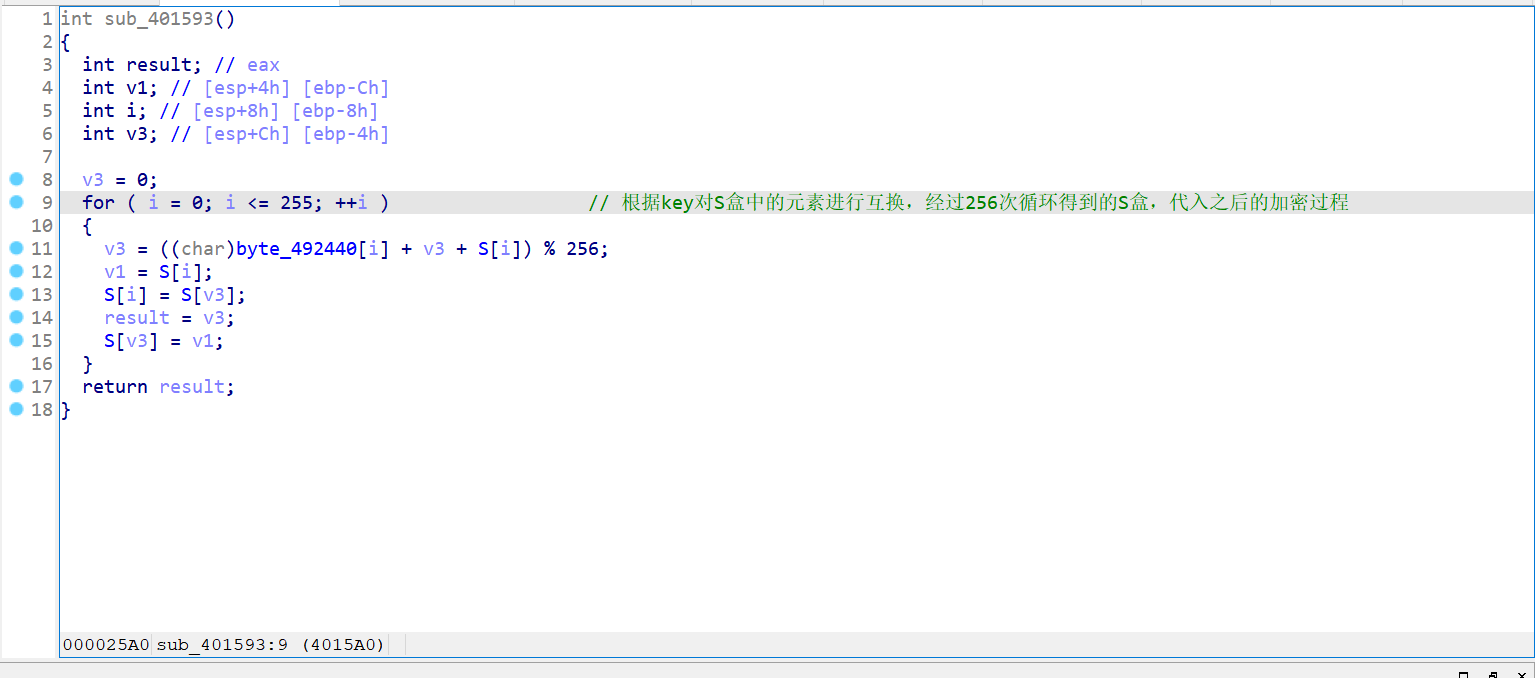 1 int sub_401593()
2 {
3   int result; // eax
4   int v1; // [esp+4h] [ebp-Ch]
5   int i; // [esp+8h] [ebp-8h]
6   int v3; // [esp+Ch] [ebp-4h]
7
8   v3 = 0;
9   for ( i = 0; i <= 255; ++i )                  // 根据key对S盒中的元素进行互换，经过256次循环得到的S盒，代入之后的加密过程
10   {
11     v3 = ((char)byte_492440[i] + v3 + S[i]) % 256;
12     v1 = S[i];
13     S[i] = S[v3];
14     result = v3;
15     S[v3] = v1;
16   }
17   return result;
18 }
000025A0 sub_401593:9 (4015A0)